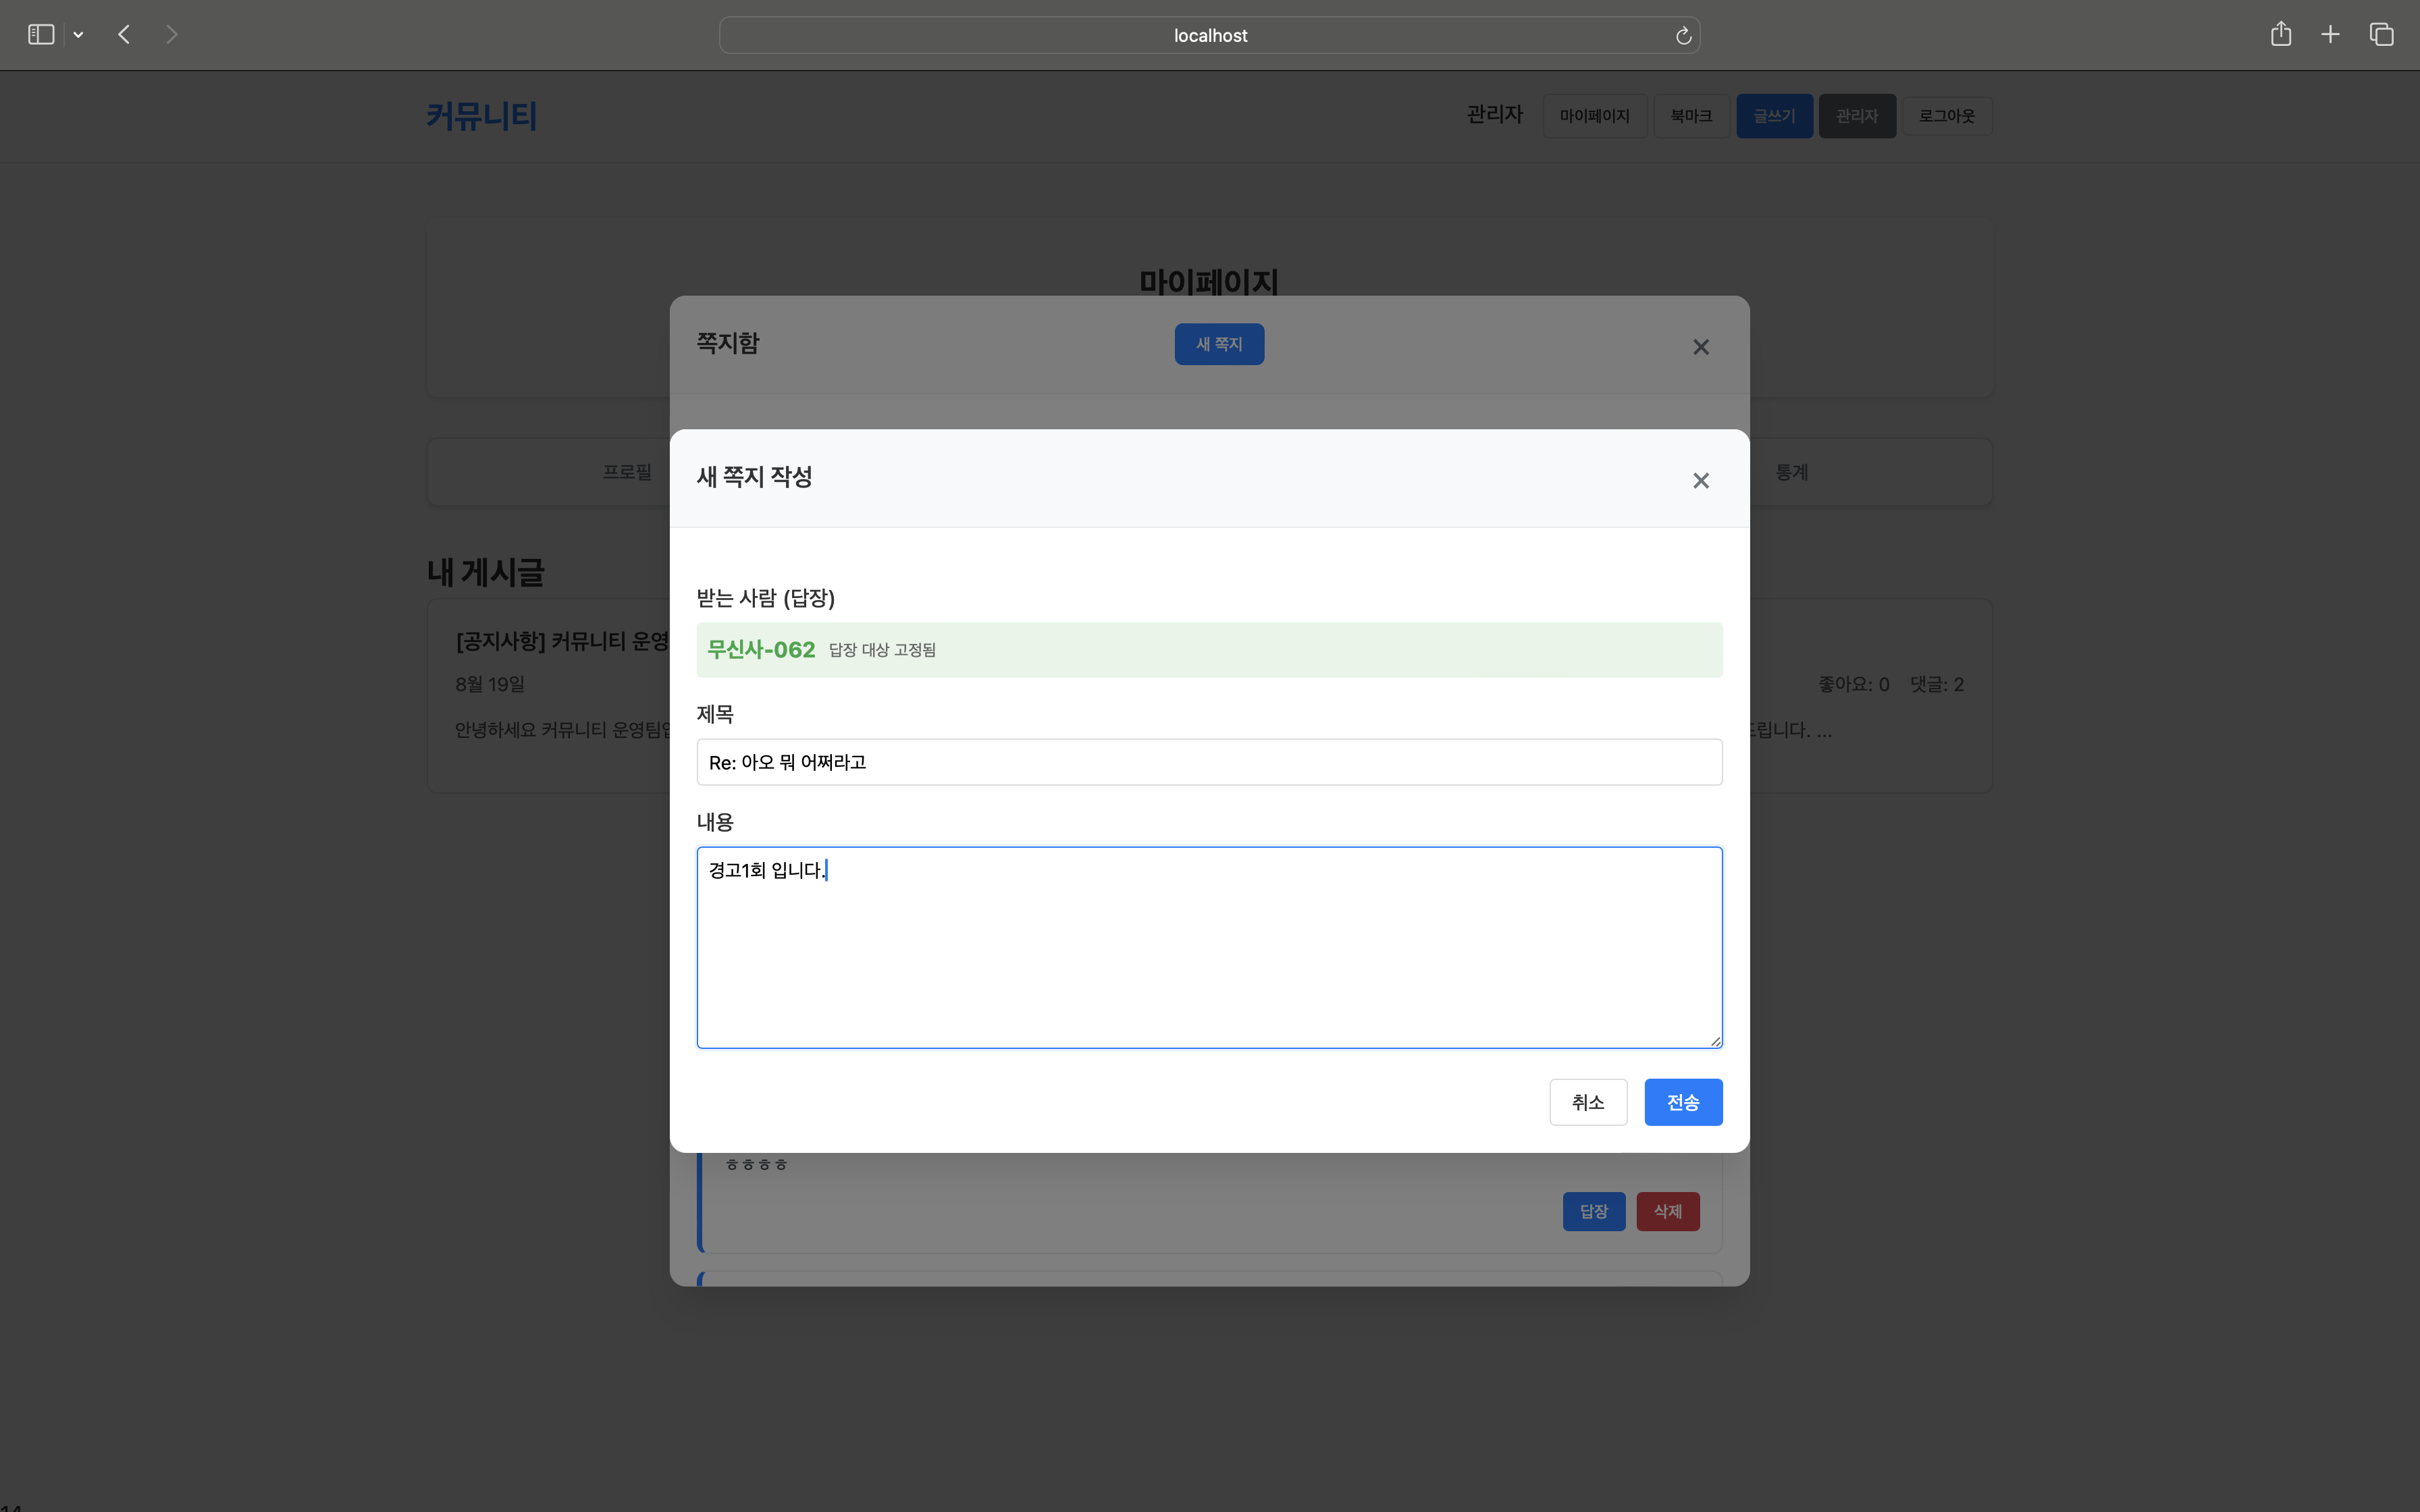 localhost
커뮤니티
관리자 마이페이지 북마크 글쓰기 관리자 로그아웃
마이페이지
쪽지함 새 쪽지
새 쪽지 작성
프로필 통계
받는 사람 (답장)
무신사-062 답장 대상 고정됨
내 게시글
[공지사항] 커뮤니티 운영
8월 19일 좋아요: 0 댓글: 2
안녕하세요 커뮤니티 운영팀입 드립니다. ...
제목
Re: 아오 뭐 어쩌라고
내용
경고1회 입니다.
취소 전송
ㅎㅎㅎㅎ
답장 삭제